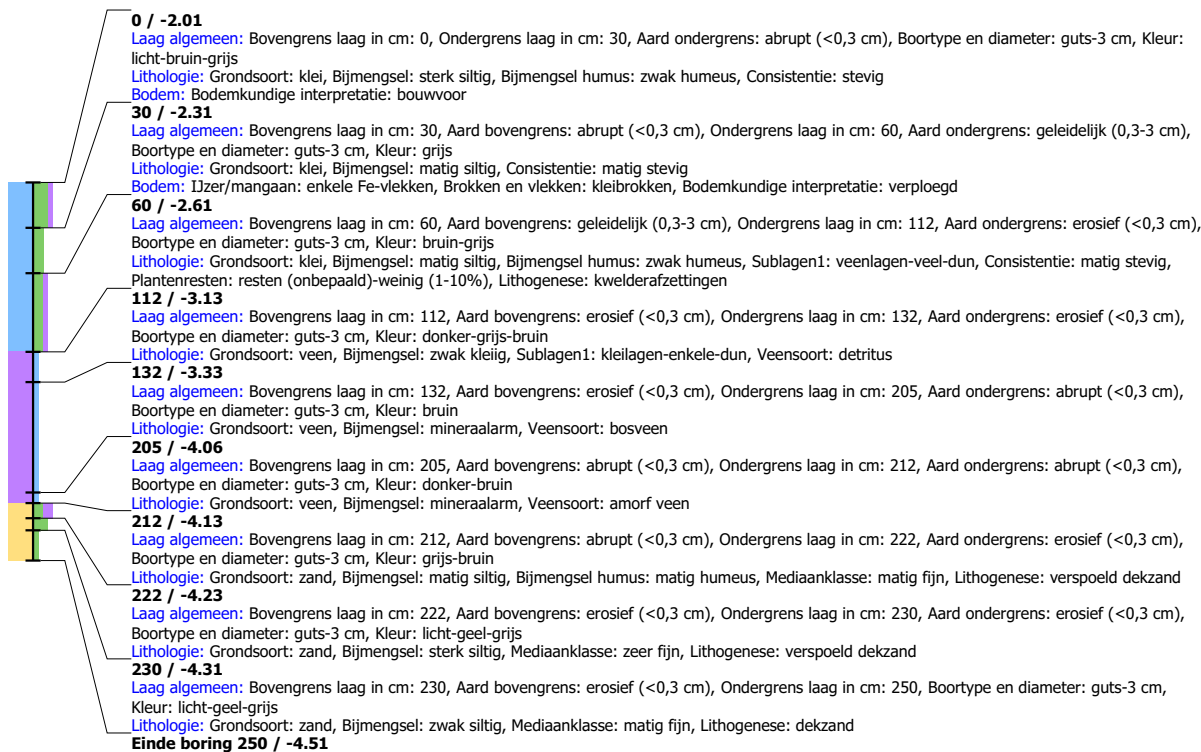 0 / -2.01
Laag algemeen: Bovengrens laag in cm: 0, Ondergrens laag in cm: 30, Aard ondergrens: abrupt (<0,3 cm), Boortype en diameter: guts-3 cm, Kleur:
licht-bruin-grijs
Lithologie: Grondsoort: klei, Bijmengsel: sterk siltig, Bijmengsel humus: zwak humeus, Consistentie: stevig
Bodem: Bodemkundige interpretatie: bouwvoor
30 / -2.31
Laag algemeen: Bovengrens laag in cm: 30, Aard bovengrens: abrupt (<0,3 cm), Ondergrens laag in cm: 60, Aard ondergrens: geleidelijk (0,3-3 cm),
Boortype en diameter: guts-3 cm, Kleur: grijs
Lithologie: Grondsoort: klei, Bijmengsel: matig siltig, Consistentie: matig stevig
Bodem: IJzer/mangaan: enkele Fe-vlekken, Brokken en vlekken: kleibrokken, Bodemkundige interpretatie: verploegd
60 / -2.61
Laag algemeen: Bovengrens laag in cm: 60, Aard bovengrens: geleidelijk (0,3-3 cm), Ondergrens laag in cm: 112, Aard ondergrens: erosief (<0,3 cm),
Boortype en diameter: guts-3 cm, Kleur: bruin-grijs
Lithologie: Grondsoort: klei, Bijmengsel: matig siltig, Bijmengsel humus: zwak humeus, Sublagen1: veenlagen-veel-dun, Consistentie: matig stevig,
Plantenresten: resten (onbepaald)-weinig (1-10%), Lithogenese: kwelderafzettingen
112 / -3.13
Laag algemeen: Bovengrens laag in cm: 112, Aard bovengrens: erosief (<0,3 cm), Ondergrens laag in cm: 132, Aard ondergrens: erosief (<0,3 cm),
Boortype en diameter: guts-3 cm, Kleur: donker-grijs-bruin
Lithologie: Grondsoort: veen, Bijmengsel: zwak kleiig, Sublagen1: kleilagen-enkele-dun, Veensoort: detritus
132 / -3.33
Laag algemeen: Bovengrens laag in cm: 132, Aard bovengrens: erosief (<0,3 cm), Ondergrens laag in cm: 205, Aard ondergrens: abrupt (<0,3 cm),
Boortype en diameter: guts-3 cm, Kleur: bruin
Lithologie: Grondsoort: veen, Bijmengsel: mineraalarm, Veensoort: bosveen
205 / -4.06
Laag algemeen: Bovengrens laag in cm: 205, Aard bovengrens: abrupt (<0,3 cm), Ondergrens laag in cm: 212, Aard ondergrens: abrupt (<0,3 cm),
Boortype en diameter: guts-3 cm, Kleur: donker-bruin
Lithologie: Grondsoort: veen, Bijmengsel: mineraalarm, Veensoort: amorf veen
212 / -4.13
Laag algemeen: Bovengrens laag in cm: 212, Aard bovengrens: abrupt (<0,3 cm), Ondergrens laag in cm: 222, Aard ondergrens: erosief (<0,3 cm),
Boortype en diameter: guts-3 cm, Kleur: grijs-bruin
Lithologie: Grondsoort: zand, Bijmengsel: matig siltig, Bijmengsel humus: matig humeus, Mediaanklasse: matig fijn, Lithogenese: verspoeld dekzand
222 / -4.23
Laag algemeen: Bovengrens laag in cm: 222, Aard bovengrens: erosief (<0,3 cm), Ondergrens laag in cm: 230, Aard ondergrens: erosief (<0,3 cm),
Boortype en diameter: guts-3 cm, Kleur: licht-geel-grijs
Lithologie: Grondsoort: zand, Bijmengsel: sterk siltig, Mediaanklasse: zeer fijn, Lithogenese: verspoeld dekzand
230 / -4.31
Laag algemeen: Bovengrens laag in cm: 230, Aard bovengrens: erosief (<0,3 cm), Ondergrens laag in cm: 250, Boortype en diameter: guts-3 cm,
Kleur: licht-geel-grijs
Lithologie: Grondsoort: zand, Bijmengsel: zwak siltig, Mediaanklasse: matig fijn, Lithogenese: dekzand
Einde boring 250 / -4.51